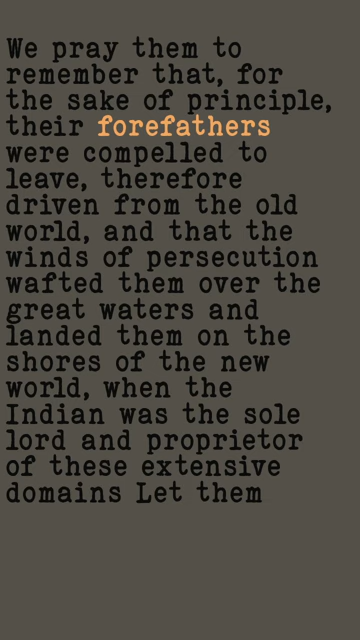 We pray them to
remember that, for
the sake of principle,
their forefathers
were compelled to
leave, therefore
driven from the old
world, and that the
winds of persecution
wafted them over the
great waters and
landed them on the
shores of the new
world, when the
Indian was the sole
lord and proprietor
of these extensive
domains Let them